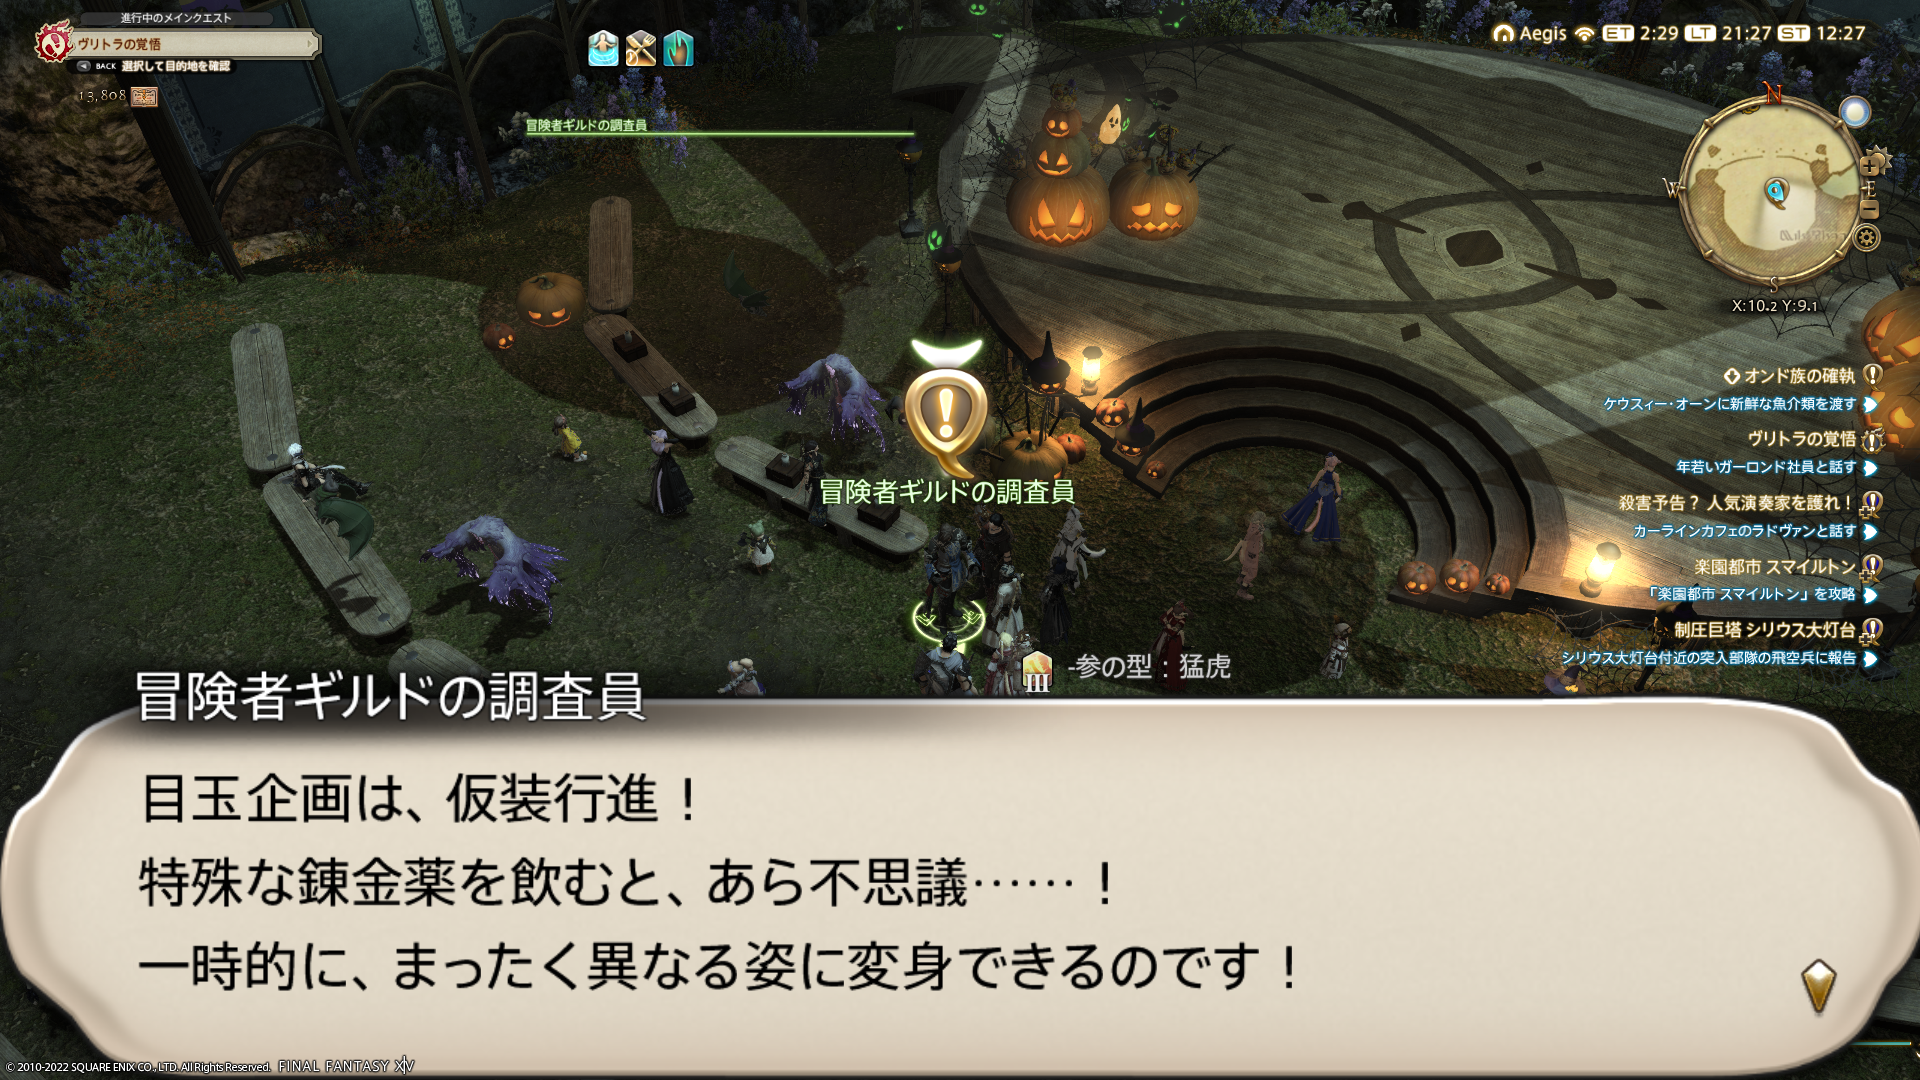 進行中のメインクエスト
ヴリトラの覚悟
BACK 選択して目的地を確認
13,808
Aegis ET 2:29 LT 21:27 ST 12:27
冒険者ギルドの調査員
N
W
E
S
X:10.2 Y:9.1
オンド族の確執
ケウスィー・オーンに新鮮な魚介類を渡す
ヴリトラの覚悟
年若いガーロンド社員と話す
殺害予告？ 人気演奏家を護れ！
カーラインカフェのラドヴァンと話す
楽園都市 スマイルトン
「楽園都市 スマイルトン」を攻略
制圧巨塔 シリウス大灯台
シリウス大灯台付近の突入部隊の飛空兵に報告
冒険者ギルドの調査員
III -参の型：猛虎
冒険者ギルドの調査員
目玉企画は、仮装行進！
特殊な錬金薬を飲むと、あら不思議……！
一時的に、まったく異なる姿に変身できるのです！
© 2010-2022 SQUARE ENIX CO., LTD. All Rights Reserved. FINAL FANTASY XIV